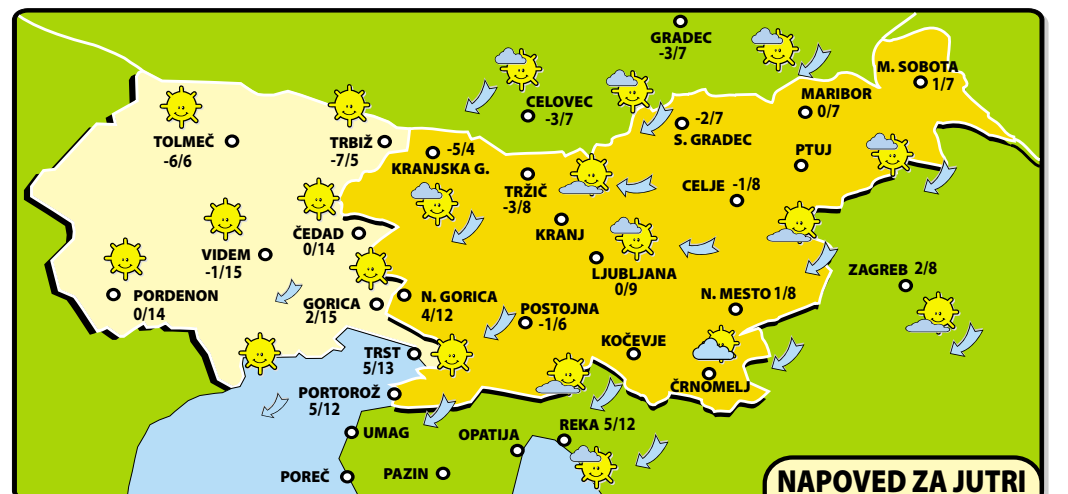 GRADEC
-3/7
M. SOBOTA
1/7
CELOVEC
-3/7
MARIBOR
0/7
-2/7
S. GRADEC
TOLMEČ
-6/6
TRBIŽ
-7/5
-5/4
KRANJSKA G.
PTUJ
TRŽIČ
-3/8
CELJE -1/8
KRANJ
ČEDAD
0/14
VIDEM
-1/15
LJUBLJANA
0/9
ZAGREB 2/8
PORDENON
0/14
GORICA
2/15
N. GORICA
4/12
POSTOJNA
-1/6
N. MESTO 1/8
KOČEVJE
TRST
5/13
ČRNOMELJ
PORTOROŽ
5/12
UMAG
OPATIJA
REKA 5/12
POREČ
PAZIN
NAPOVED ZA JUTRI